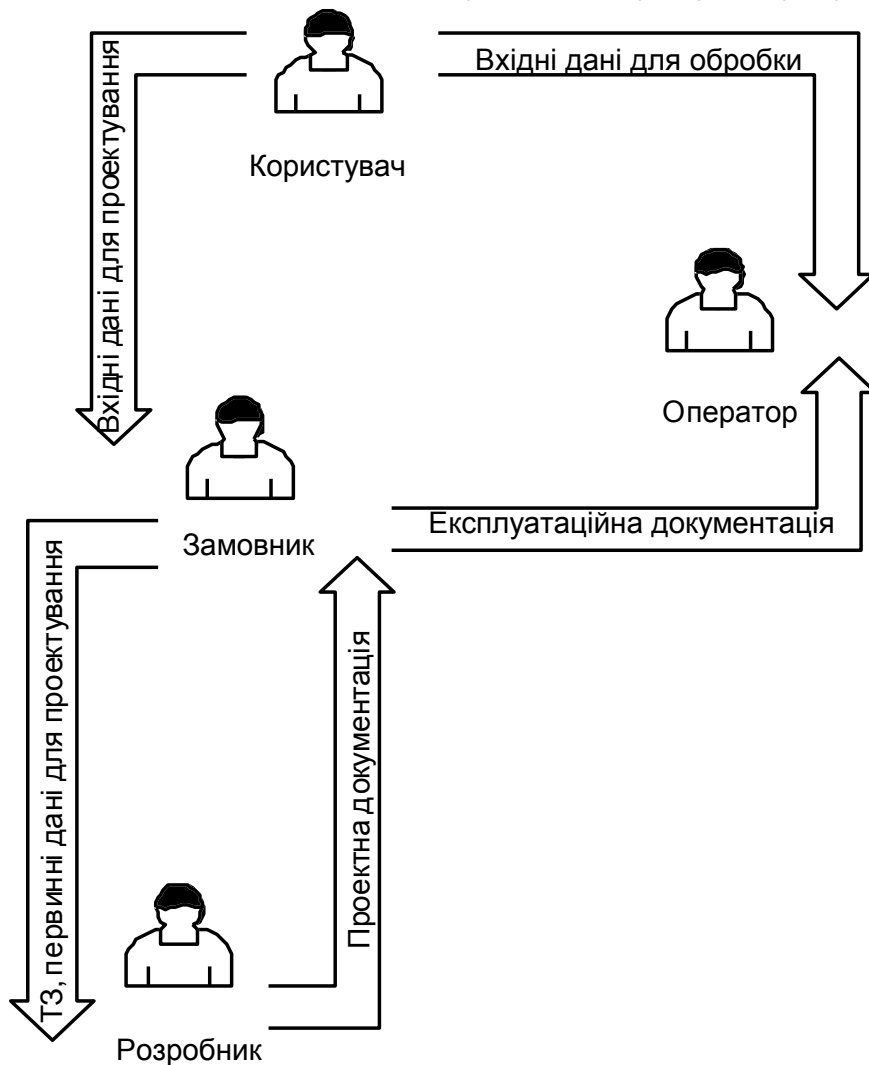 Вхідні дані для обробки
Вхідні дані для проектування
Користувач
Оператор
Замовник
Експлуатаційна документація
ТЗ, первинні дані для проектування
Проектна документація
Розробник